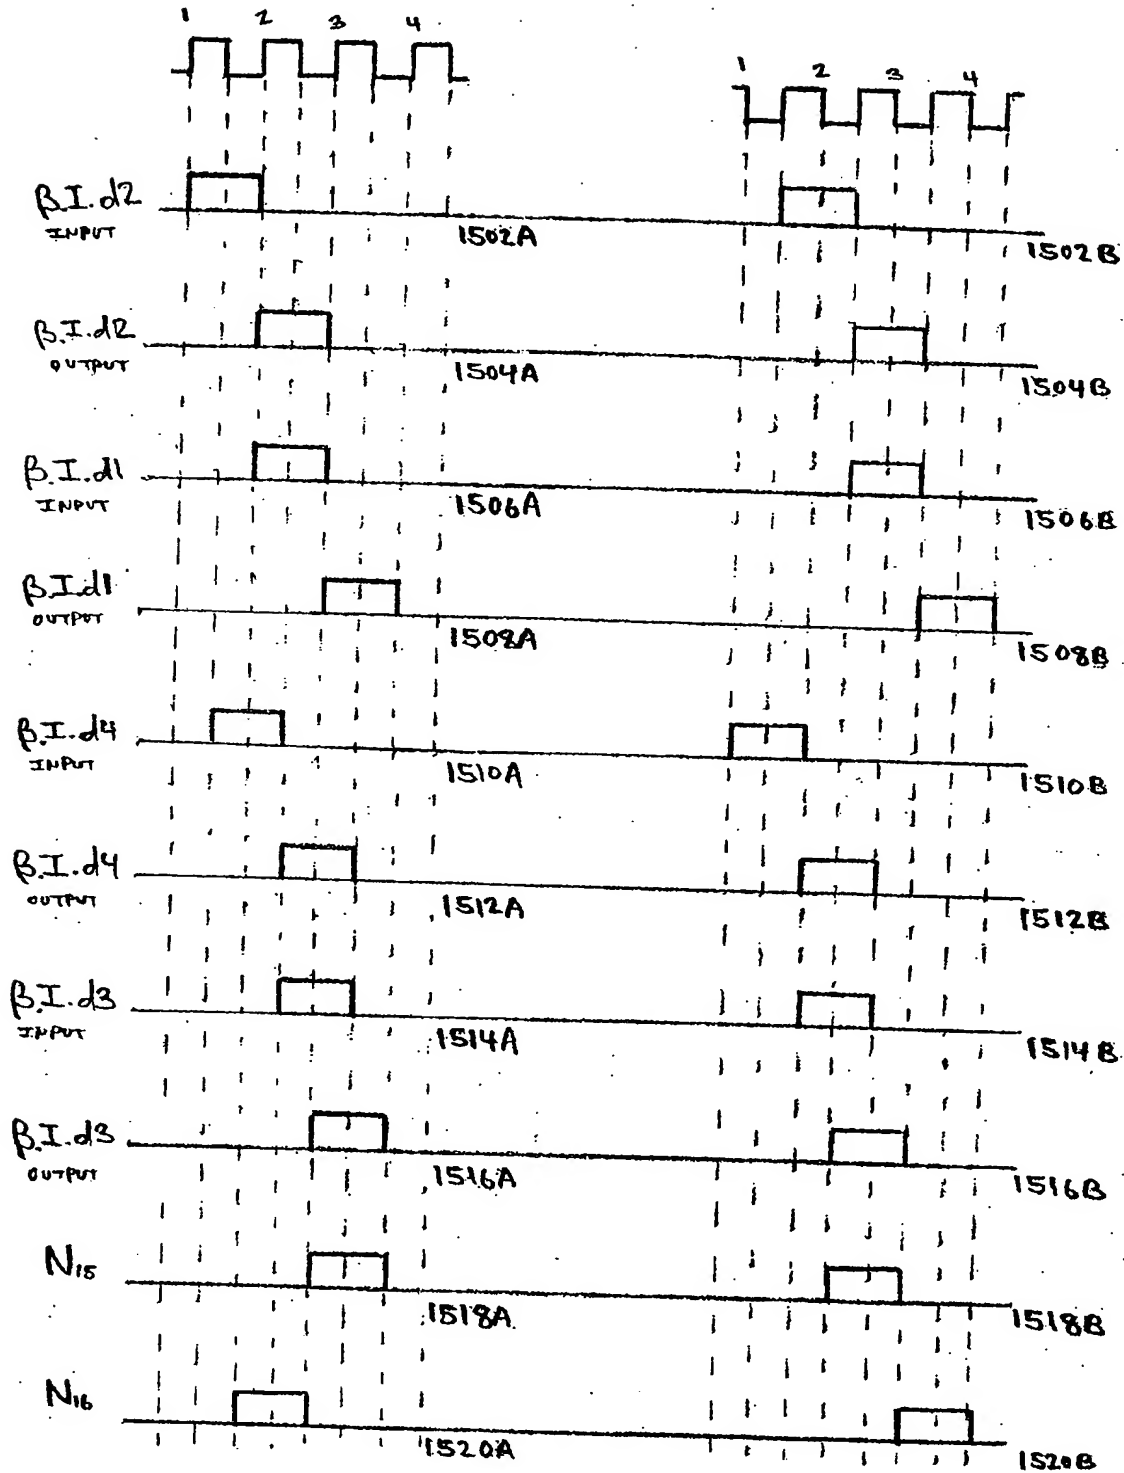 1 2 3 4
1 2 3 4
β.I.d2
INPUT
1502A
1502B
β.I.d2
OUTPUT
1504A
1504B
β.I.d1
INPUT
1506A
1506B
β.I.d1
OUTPUT
1508A
1508B
β.I.d4
INPUT
1510A
1510B
β.I.d4
OUTPUT
1512A
1512B
β.I.d3
INPUT
1514A
1514B
β.I.d3
OUTPUT
1516A
1516B
N15
1518A
1518B
N16
1520A
1520B